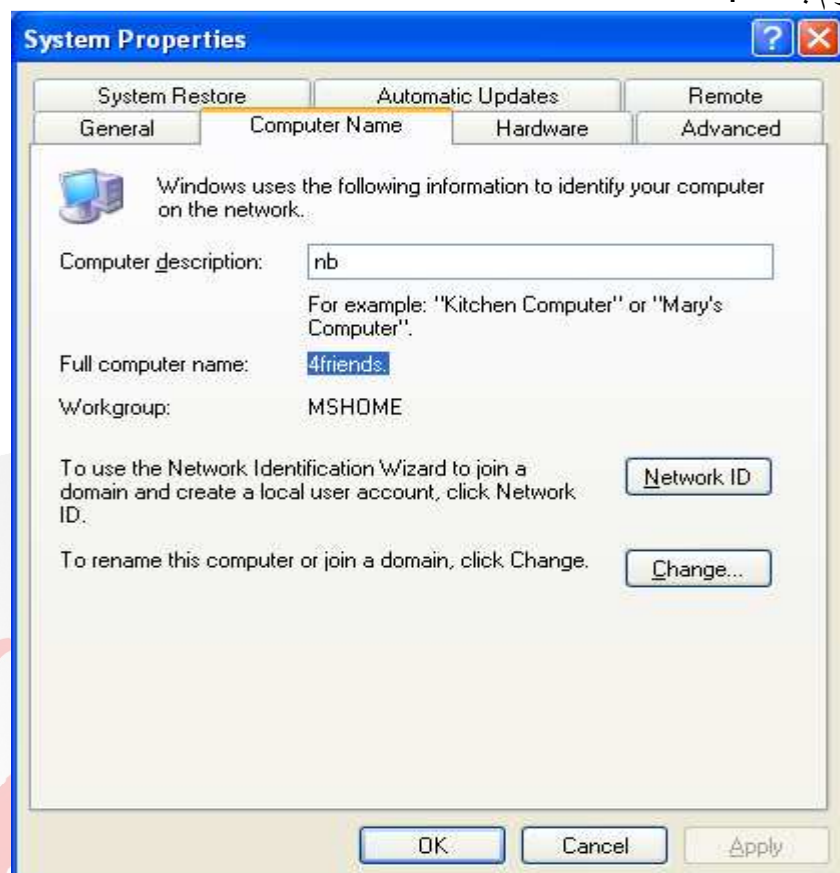 System Properties
System Restore Automatic Updates Remote
General Computer Name Hardware Advanced
Windows uses the following information to identify your computer
on the network.
Computer description: nb
For example: "Kitchen Computer" or "Mary's
Computer".
Full computer name: 4friends.
Workgroup: MSHOME
To use the Network Identification Wizard to join a
domain and create a local user account, click Network
ID.
Network ID
To rename this computer or join a domain, click Change.
Change...
OK Cancel Apply